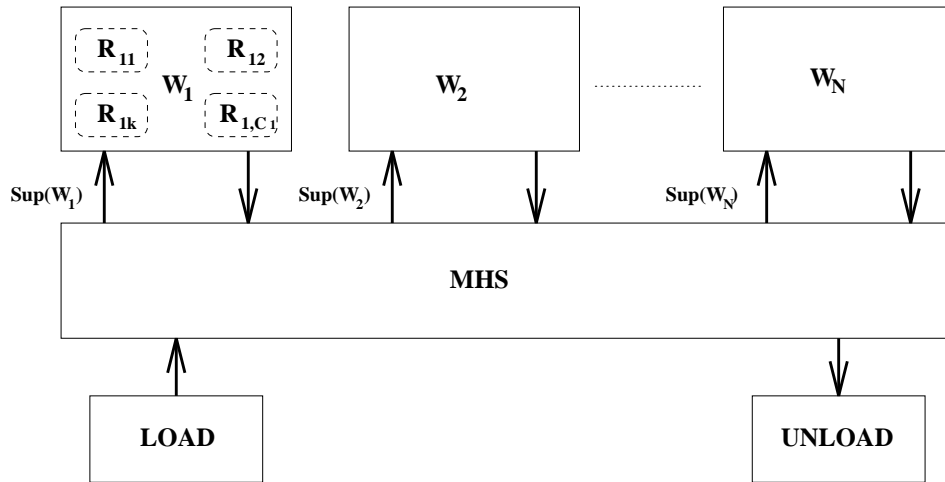 R11 R12
W1 W2 WN
R1k R1,C1
Sup(W1) Sup(W2) Sup(WN)
MHS
LOAD UNLOAD